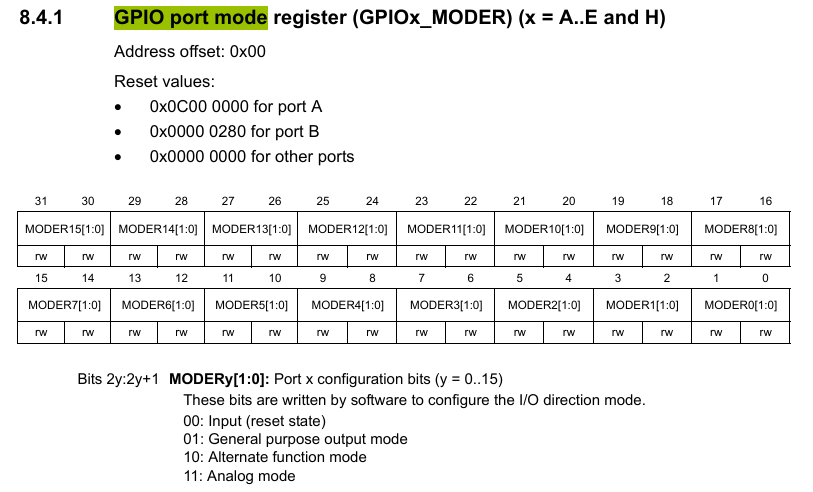 8.4.1 GPIO port mode register (GPIOx_MODER) (x = A..E and H)
Address offset: 0x00
Reset values:
• 0x0C00 0000 for port A
• 0x0000 0280 for port B
• 0x0000 0000 for other ports
31 30 29 28 27 26 25 24 23 22 21 20 19 18 17 16
MODER15[1:0] MODER14[1:0] MODER13[1:0] MODER12[1:0] MODER11[1:0] MODER10[1:0] MODER9[1:0] MODER8[1:0]
rw rw rw rw rw rw rw rw rw rw rw rw rw rw rw rw
15 14 13 12 11 10 9 8 7 6 5 4 3 2 1 0
MODER7[1:0] MODER6[1:0] MODER5[1:0] MODER4[1:0] MODER3[1:0] MODER2[1:0] MODER1[1:0] MODER0[1:0]
rw rw rw rw rw rw rw rw rw rw rw rw rw rw rw rw
Bits 2y:2y+1 MODERy[1:0]: Port x configuration bits (y = 0..15)
These bits are written by software to configure the I/O direction mode.
00: Input (reset state)
01: General purpose output mode
10: Alternate function mode
11: Analog mode